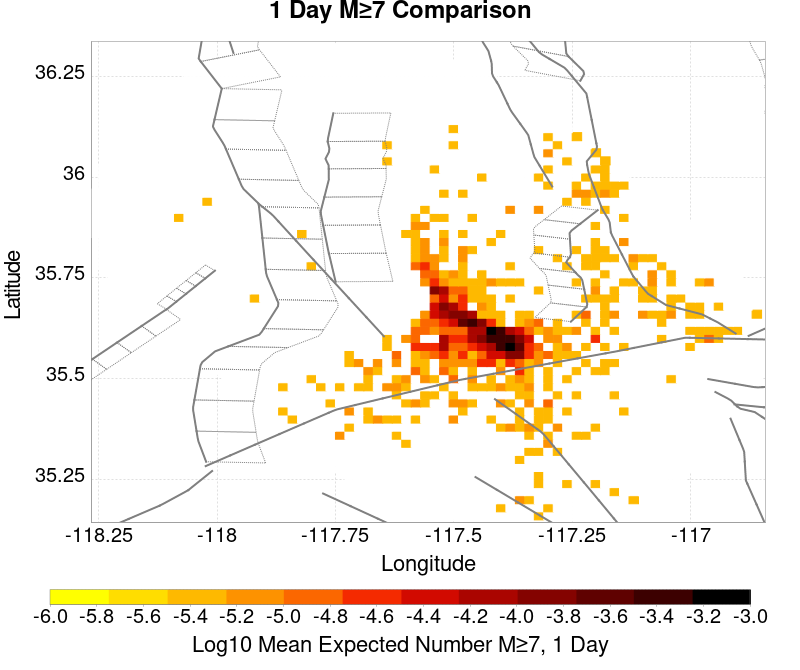 1 Day M≥7 Comparison
36.25
36
35.75
35.5
35.25
Latitude
-118.25 -118 -117.75 -117.5 -117.25 -117
Longitude
-6.0 -5.8 -5.6 -5.4 -5.2 -5.0 -4.8 -4.6 -4.4 -4.2 -4.0 -3.8 -3.6 -3.4 -3.2 -3.0
Log10 Mean Expected Number M≥7, 1 Day